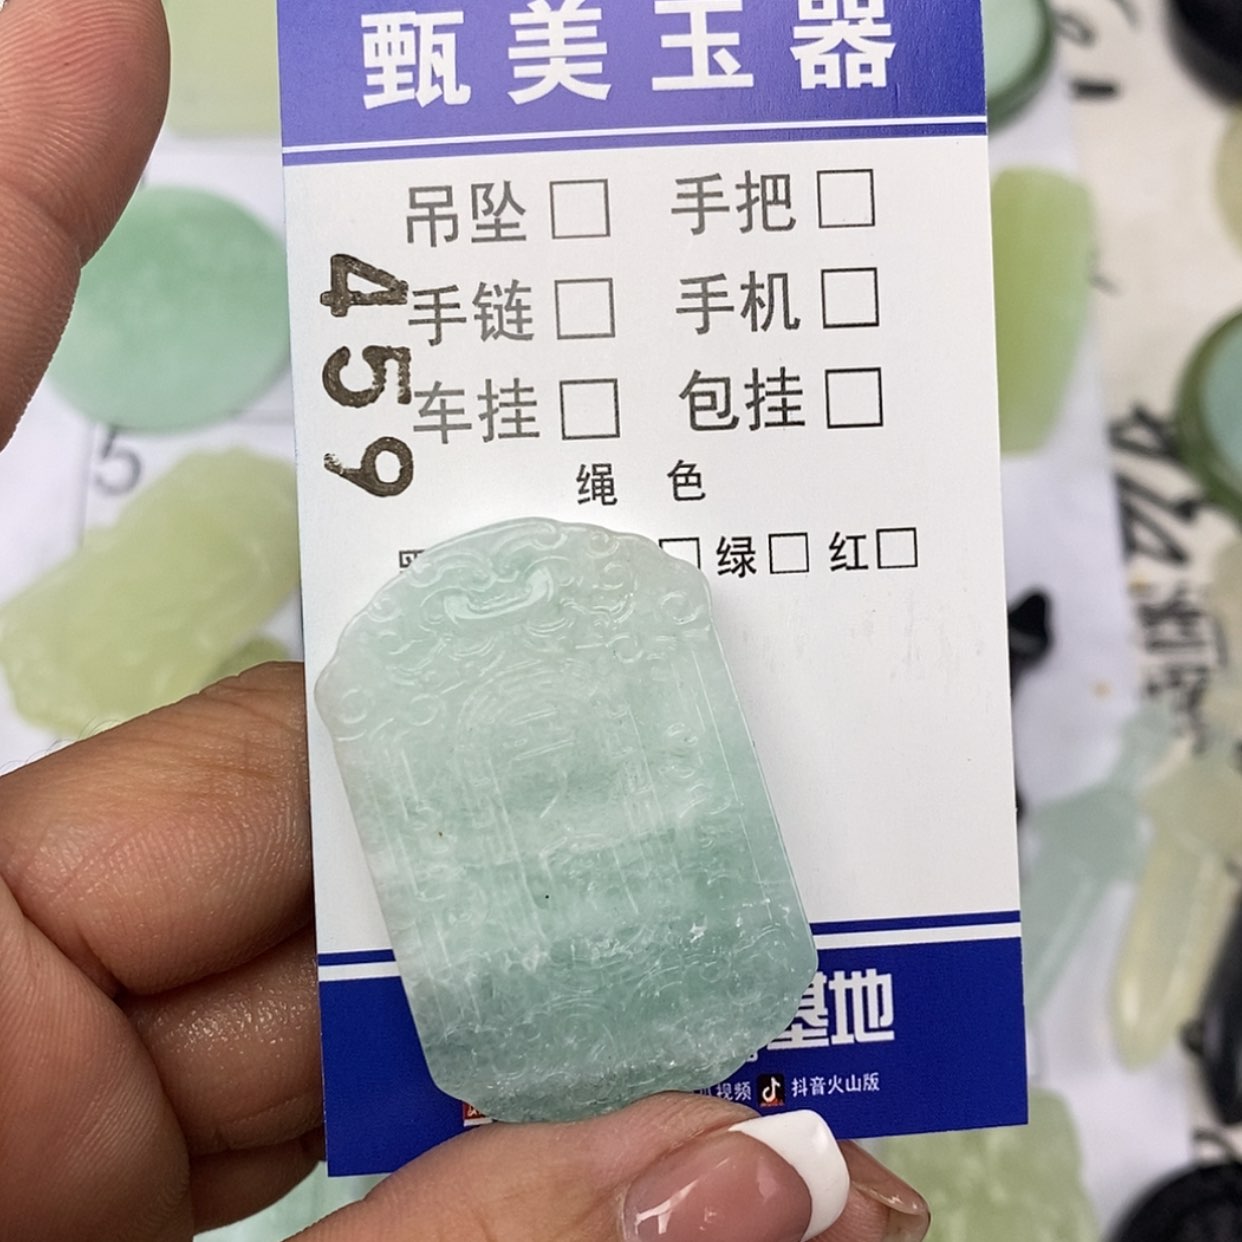 甄美玉器
吊坠□ 手把□
手链□ 手机□
车挂□ 包挂□
459
绳 色
□ 绿□ 红□
基地
视频 抖音火山版
5